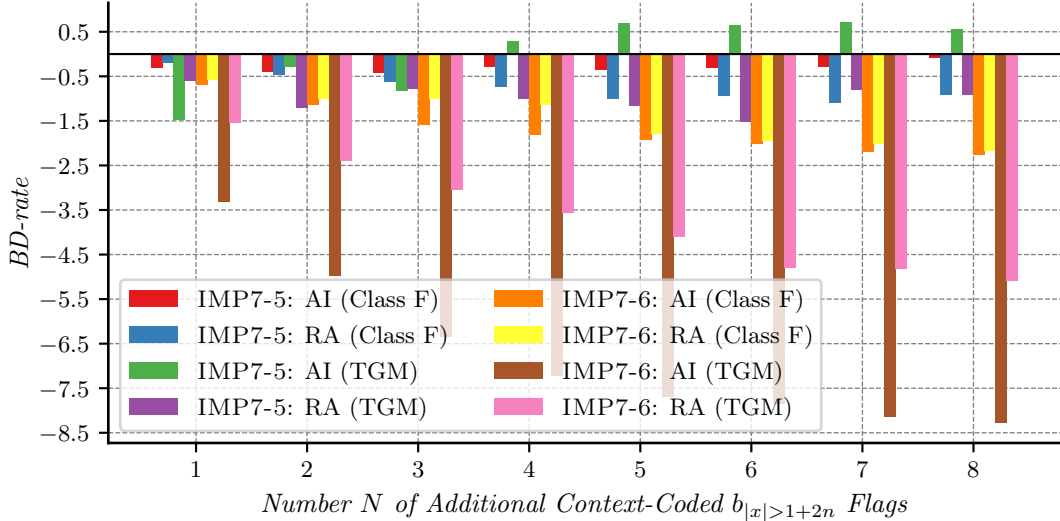 0.5
−0.5
−1.5
−2.5
−3.5
−4.5
−5.5
−6.5
−7.5
−8.5
BD-rate
IMP7-5: AI (Class F)
IMP7-5: RA (Class F)
IMP7-5: AI (TGM)
IMP7-5: RA (TGM)
IMP7-6: AI (Class F)
IMP7-6: RA (Class F)
IMP7-6: AI (TGM)
IMP7-6: RA (TGM)
1 2 3 4 5 6 7 8
Number N of Additional Context-Coded b|x|>1+2n Flags